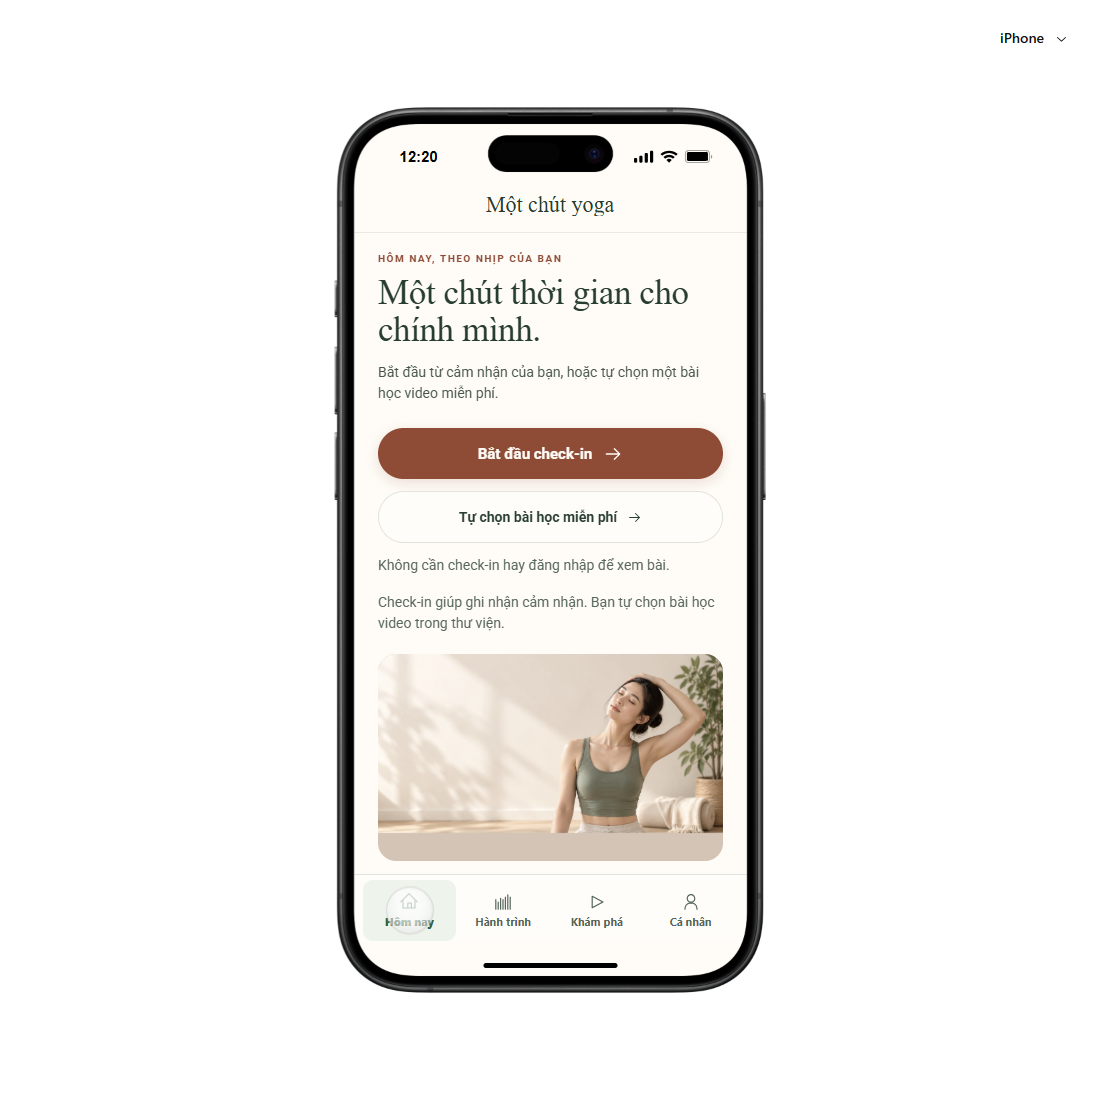 iPhone
12:20
Một chút yoga
HÔM NAY, THEO NHỊP CỦA BẠN
Một chút thời gian cho
chính mình.
Bắt đầu từ cảm nhận của bạn, hoặc tự chọn một bài
học video miễn phí.
Bắt đầu check-in
Tự chọn bài học miễn phí
Không cần check-in hay đăng nhập để xem bài.
Check-in giúp ghi nhận cảm nhận. Bạn tự chọn bài học
video trong thư viện.
Hôm nay
Hành trình
Khám phá
Cá nhân